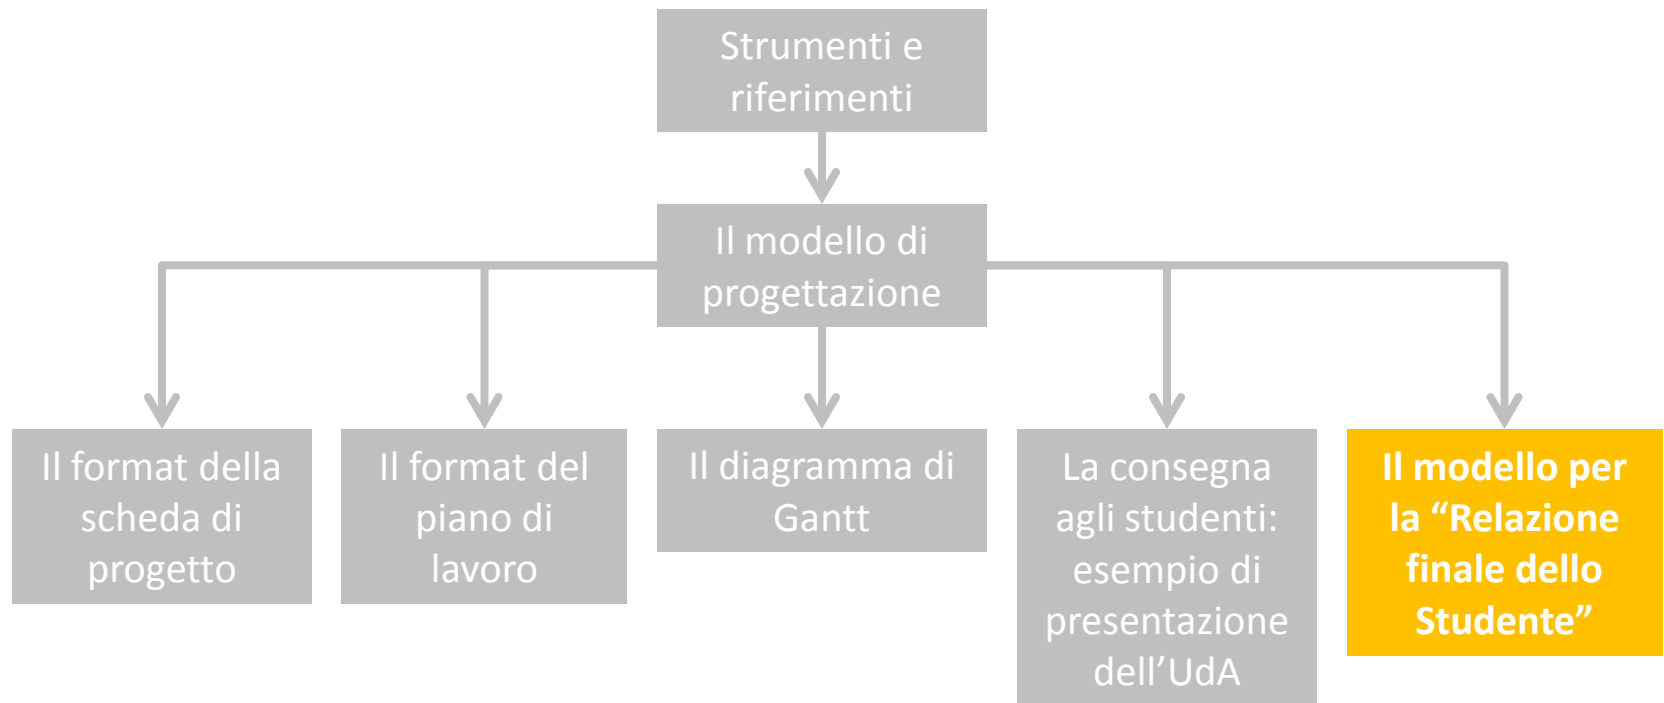 Strumenti e
riferimenti
Il modello di
progettazione
Il format della
scheda di
progetto
Il format del
piano di
lavoro
Il diagramma di
Gantt
La consegna
agli studenti:
esempio di
presentazione
dell’UdA
Il modello per
la “Relazione
finale dello
Studente”